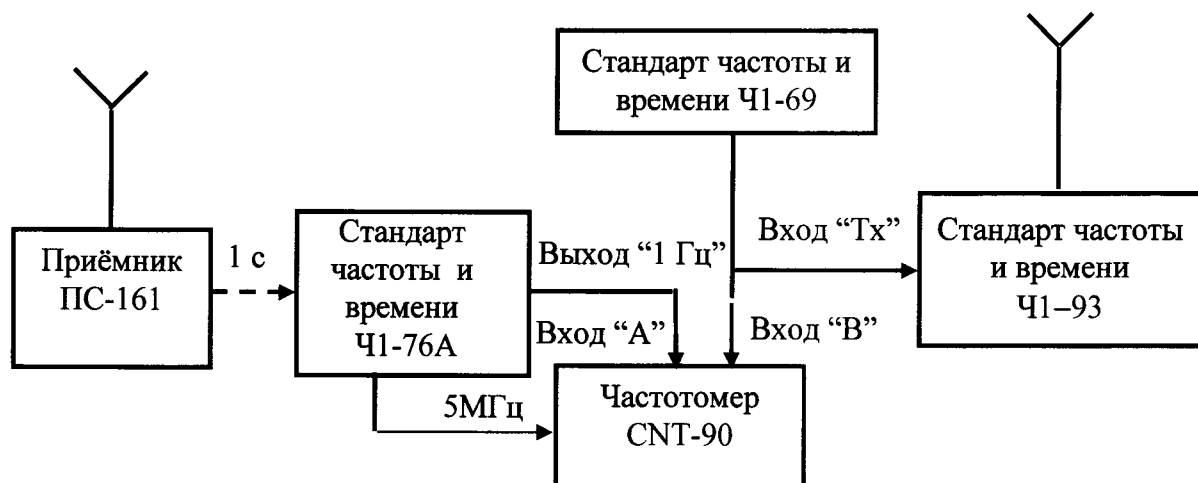 Стандарт частоты и
времени Ч1-69
Приёмник
ПС-161
1 с
Стандарт
частоты и
времени
Ч1-76А
Выход “1 Гц”
Вход “А”
Вход “Тх”
Вход “В”
Стандарт частоты
и времени
Ч1–93
5МГц
Частотомер
CNT-90